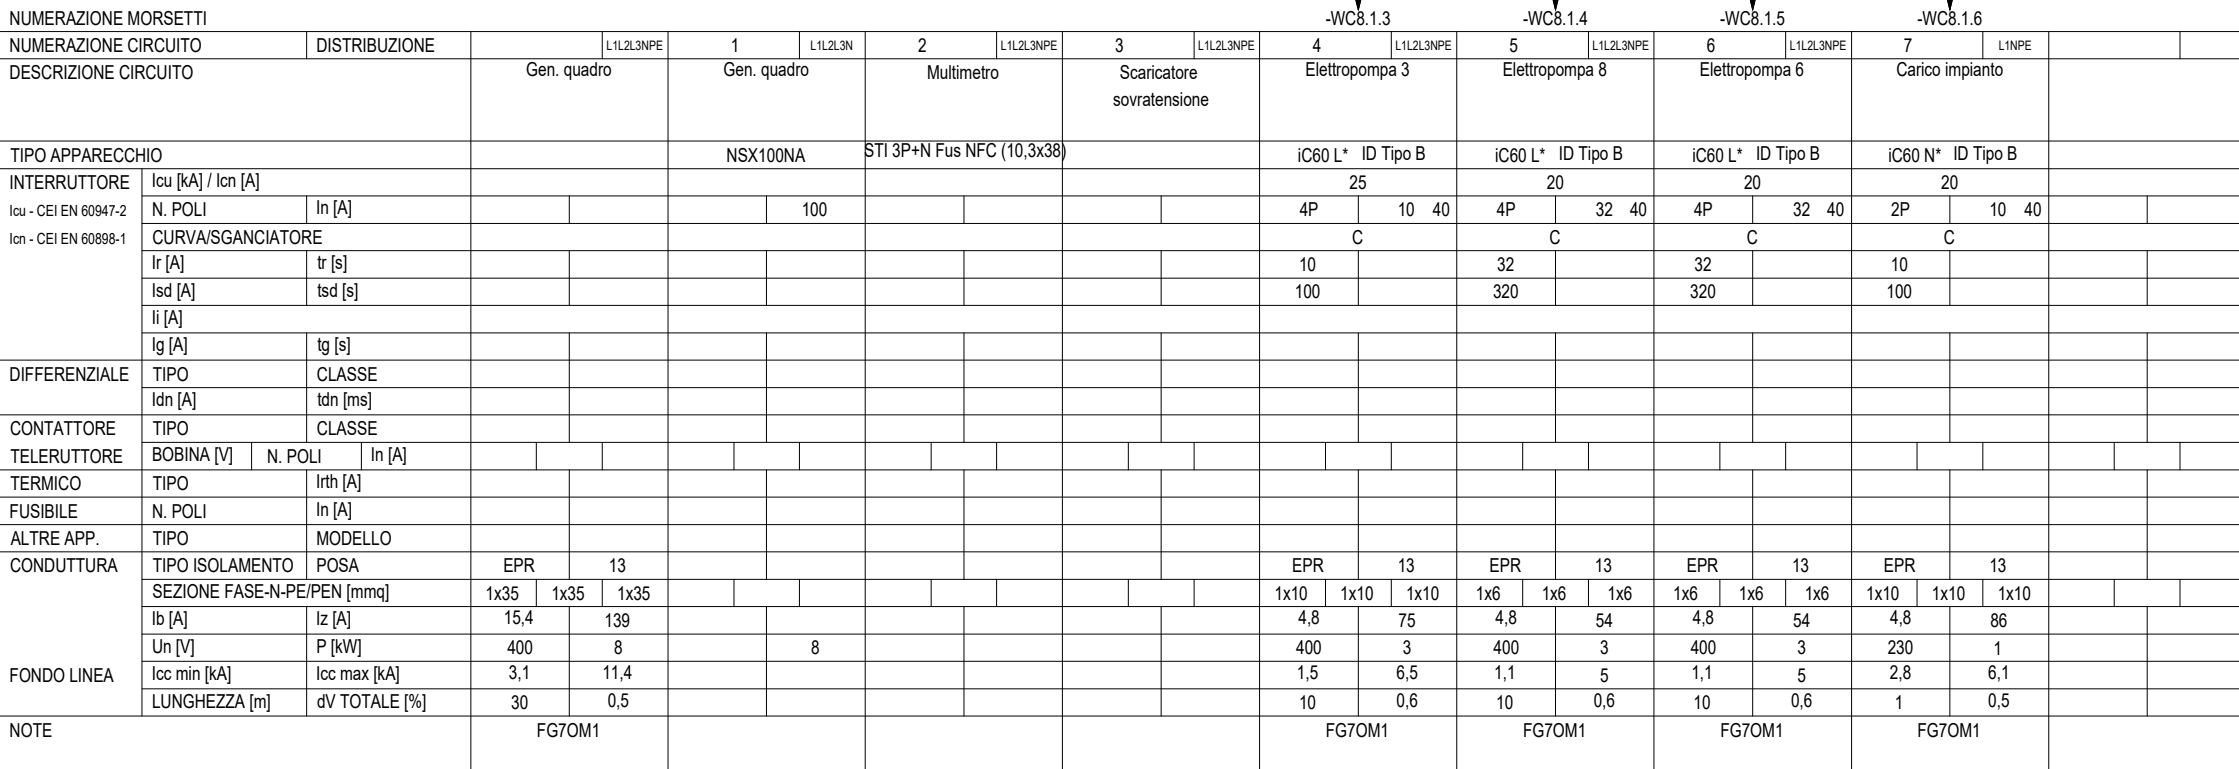 NUMERAZIONE MORSETTI -WC8.1.3 -WC8.1.4 -WC8.1.5 -WC8.1.6
NUMERAZIONE CIRCUITO DISTRIBUZIONE L1L2L3NPE 1 L1L2L3N 2 L1L2L3NPE 3 L1L2L3NPE 4 L1L2L3NPE 5 L1L2L3NPE 6 L1L2L3NPE 7 L1NPE
DESCRIZIONE CIRCUITO Gen. quadro Gen. quadro Multimetro Scaricatore Elettropompa 3 Elettropompa 8 Elettropompa 6 Carico impianto
sovratensione
TIPO APPARECCHIO NSX100NA STI 3P+N Fus NFC (10,3x38) iC60 L* ID Tipo B iC60 L* ID Tipo B iC60 L* ID Tipo B iC60 N* ID Tipo B
INTERRUTTORE Icu [kA] / Icn [A] 25 20 20 20
Icu - CEI EN 60947-2 N. POLI In [A] 100 4P 10 40 4P 32 40 4P 32 40 2P 10 40
Icn - CEI EN 60898-1 CURVA/SGANCIATORE C C C C
Ir [A] tr [s] 10 32 32 10
Isd [A] tsd [s] 100 320 320 100
Ii [A]
Ig [A] tg [s]
DIFFERENZIALE TIPO CLASSE
Idn [A] tdn [ms]
CONTATTORE TIPO CLASSE
TELERUTTORE BOBINA [V] N. POLI In [A]
TERMICO TIPO Irth [A]
FUSIBILE N. POLI In [A]
ALTRE APP. TIPO MODELLO
CONDUTTURA TIPO ISOLAMENTO POSA EPR 13 EPR 13 EPR 13 EPR 13 EPR 13
SEZIONE FASE-N-PE/PEN [mmq] 1x35 1x35 1x35 1x10 1x10 1x10 1x6 1x6 1x6 1x6 1x6 1x6 1x10 1x10 1x10
Ib [A] Iz [A] 15,4 139 4,8 75 4,8 54 4,8 54 4,8 86
Un [V] P [kW] 400 8 8 400 3 400 3 400 3 230 1
FONDO LINEA Icc min [kA] Icc max [kA] 3,1 11,4 1,5 6,5 1,1 5 1,1 5 2,8 6,1
LUNGHEZZA [m] dV TOTALE [%] 30 0,5 10 0,6 10 0,6 10 0,6 1 0,5
NOTE FG7OM1 FG7OM1 FG7OM1 FG7OM1 FG7OM1